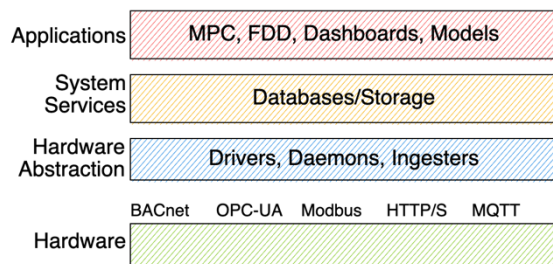 Applications
MPC, FDD, Dashboards, Models
System
Services
Databases/Storage
Hardware
Abstraction
Drivers, Daemons, Ingesters
BACnet OPC-UA Modbus HTTP/S MQTT
Hardware